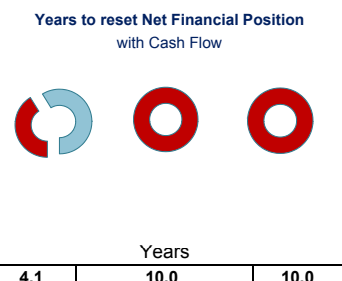 Years to reset Net Financial Position
with Cash Flow
Years
4.1 10.0 10.0